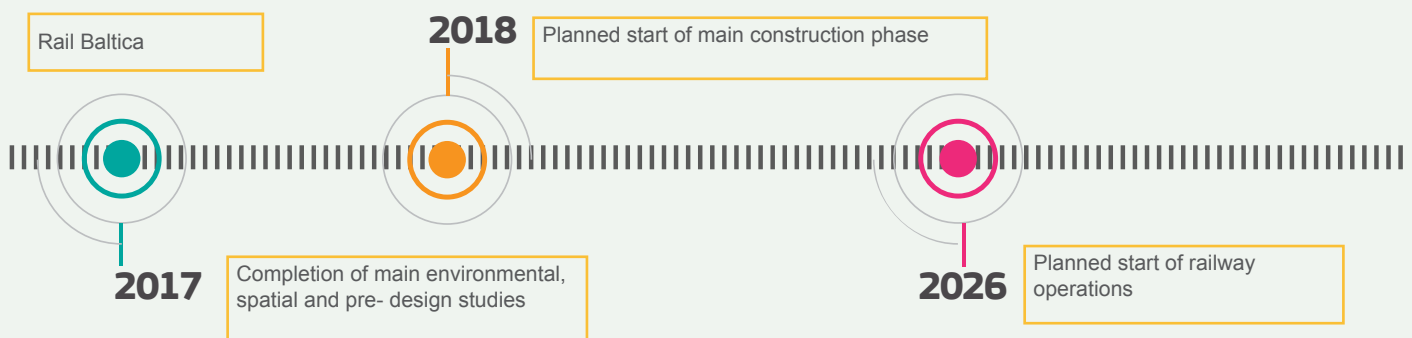 Rail Baltica
2018
Planned start of main construction phase
2017
Completion of main environmental,
spatial and pre- design studies
2026
Planned start of railway
operations